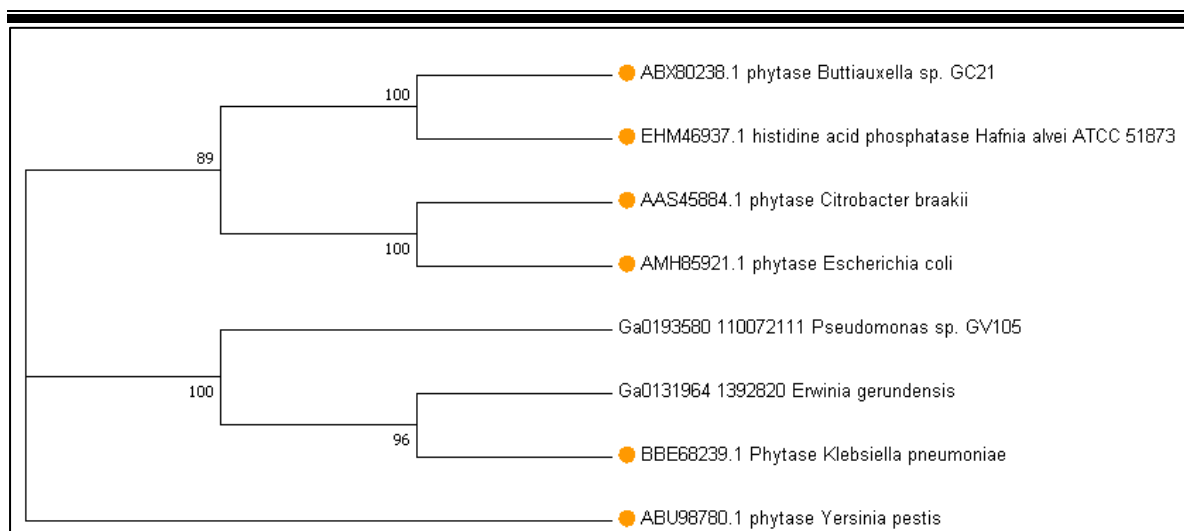 ABX80238.1 phytase Buttiauxella sp. GC21
100
EHM46937.1 histidine acid phosphatase Hafnia alvei ATCC 51873
89
AAS45884.1 phytase Citrobacter braakii
100
AMH85921.1 phytase Escherichia coli
Ga0193580 110072111 Pseudomonas sp. GV105
100
Ga0131964 1392820 Erwinia gerundensis
96
BBE68239.1 Phytase Klebsiella pneumoniae
ABU98780.1 phytase Yersinia pestis